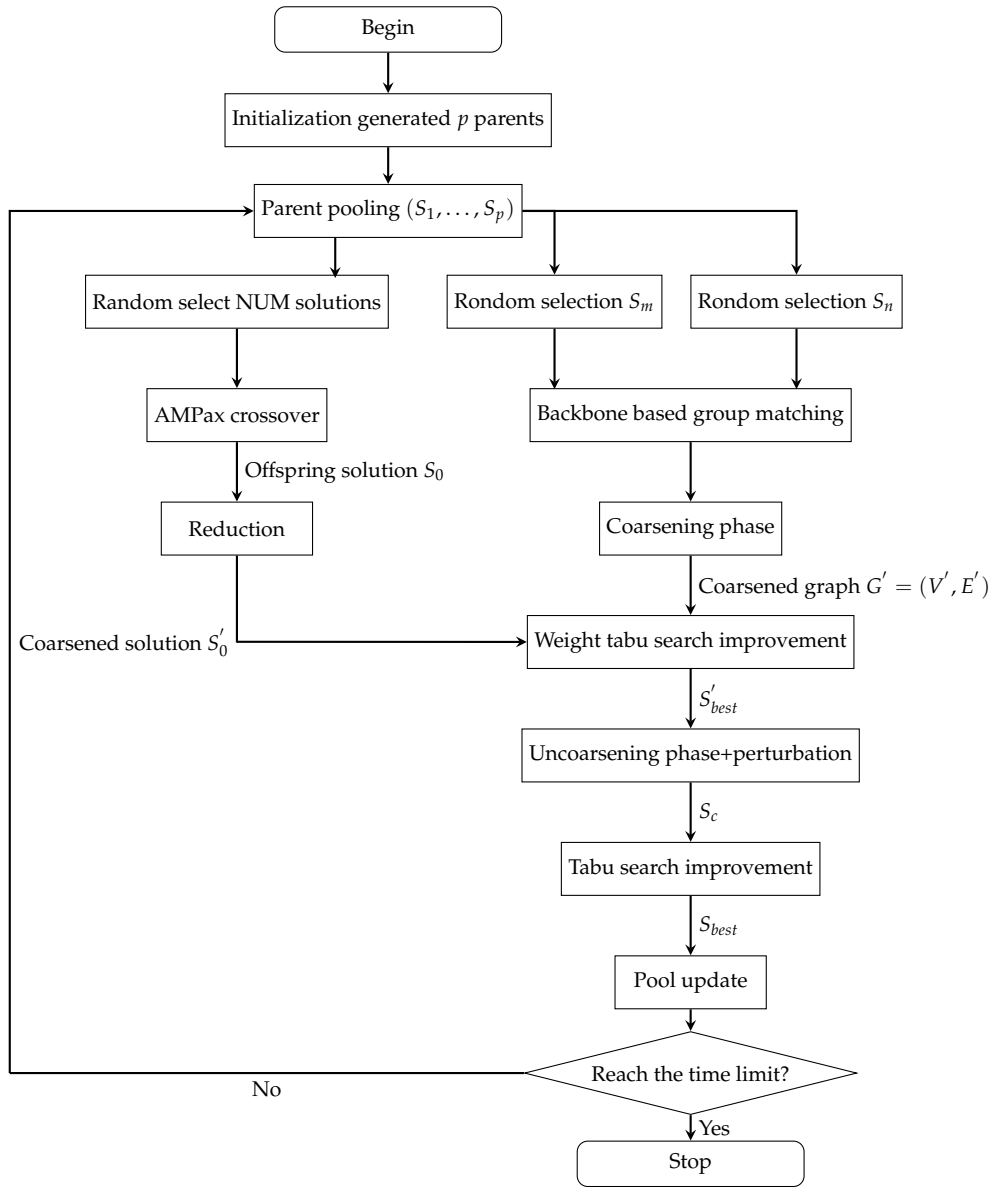 Begin
Initialization generated p parents
Parent pooling (S₁, . . . , Sₚ)
Random select NUM solutions
Rondom selection Sₘ
Rondom selection Sₙ
AMPax crossover
Backbone based group matching
Offspring solution S₀
Reduction
Coarsening phase
Coarsened graph G′ = (V′, E′)
Coarsened solution S′₀
Weight tabu search improvement
S′best
Uncoarsening phase+perturbation
Sc
Tabu search improvement
Sbest
Pool update
Reach the time limit?
No
Yes
Stop